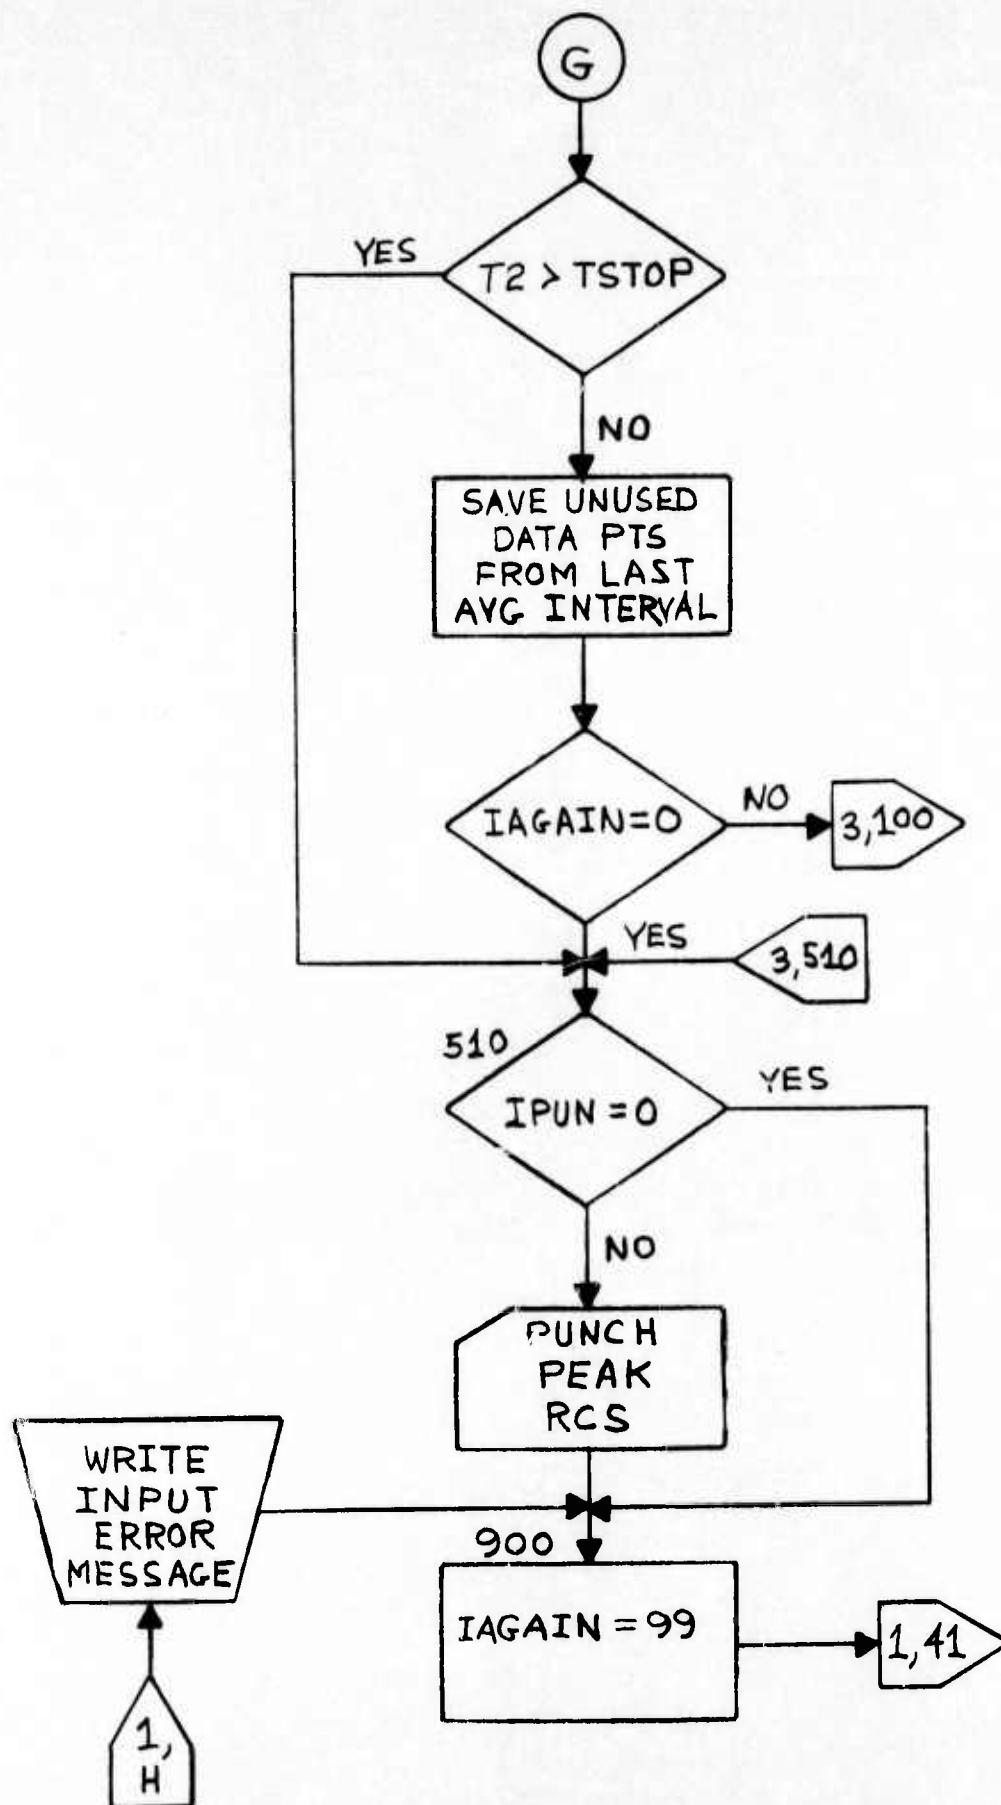 G
YES
T2 > TSTOP
NO
SAVE UNUSED
DATA PTS
FROM LAST
AVG INTERVAL
IAGAIN=0
NO
3,100
YES
3,510
510
IPUN = 0
YES
NO
PUNCH
PEAK
RCS
WRITE
INPUT
ERROR
MESSAGE
900
IAGAIN = 99
1,41
1,
H